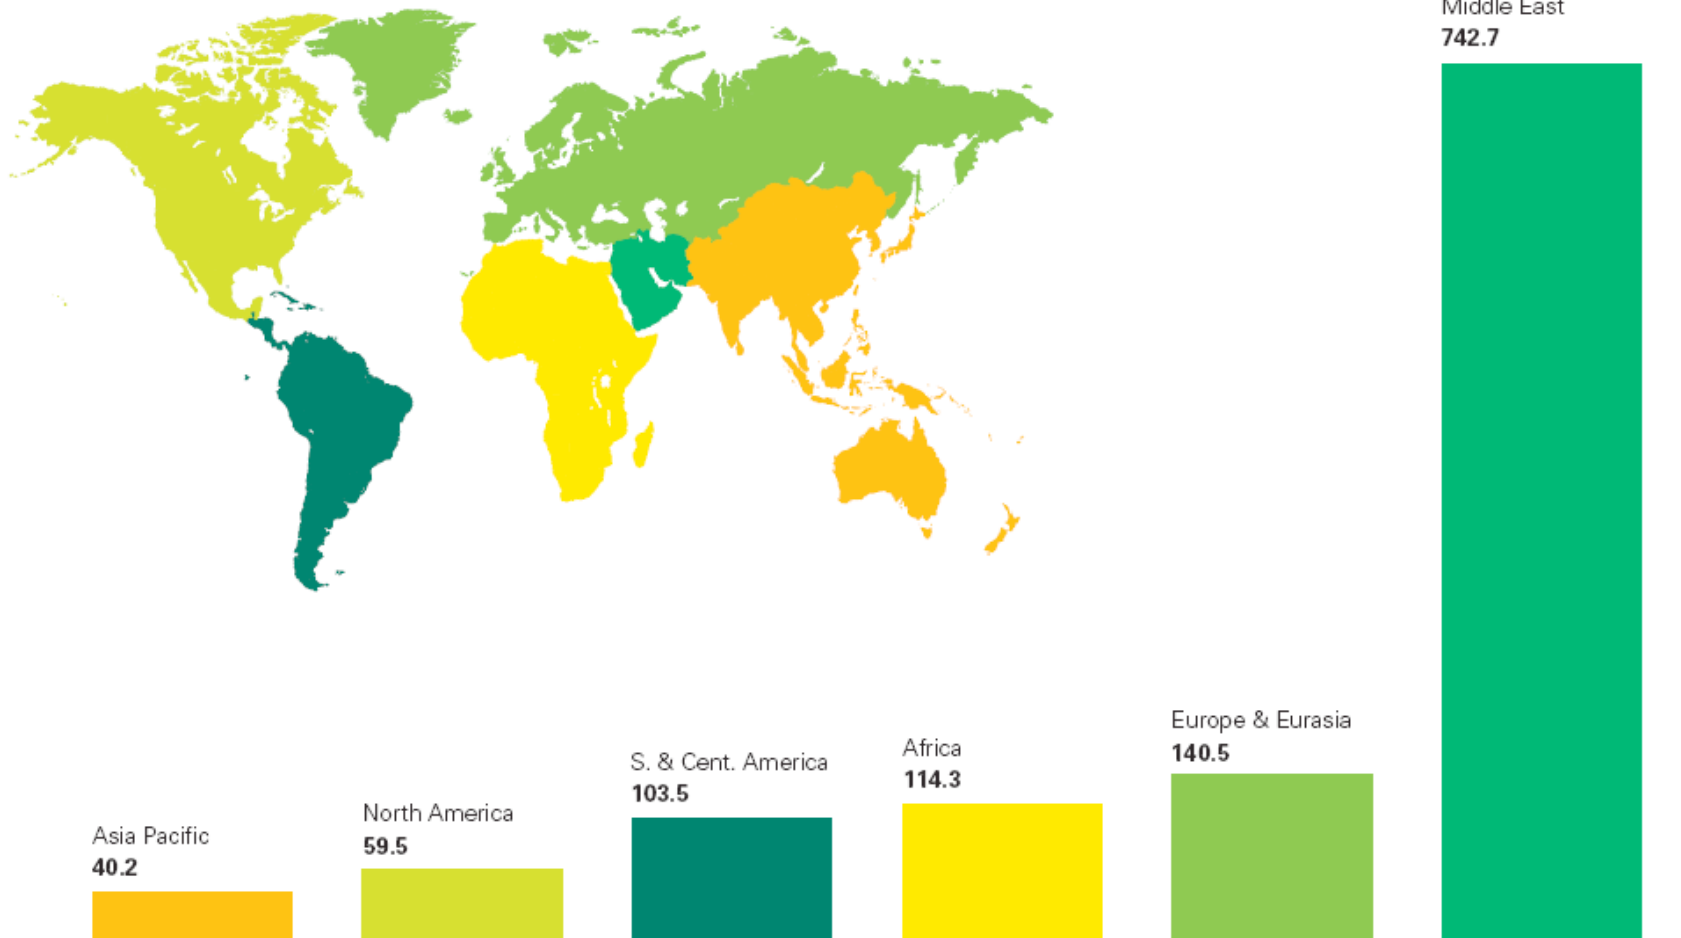 Middle East
742.7
Europe & Eurasia
140.5
Africa
114.3
S. & Cent. America
103.5
North America
59.5
Asia Pacific
40.2